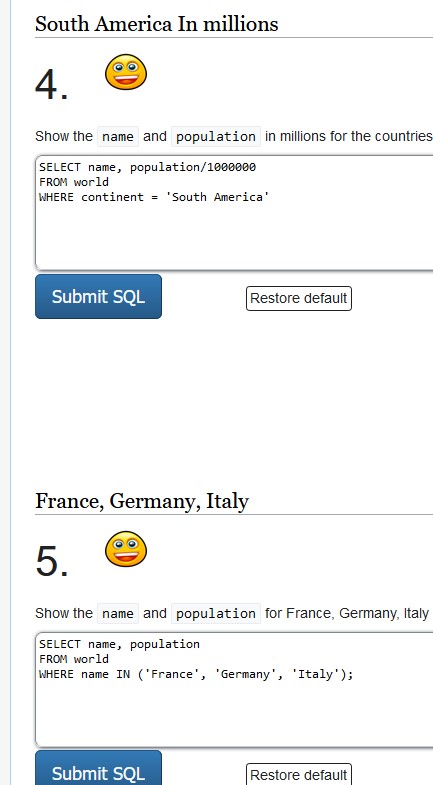 South America In millions
4.
Show the name and population in millions for the countries
SELECT name, population/1000000
FROM world
WHERE continent = 'South America'
Submit SQL
Restore default
France, Germany, Italy
5.
Show the name and population for France, Germany, Italy
SELECT name, population
FROM world
WHERE name IN ('France', 'Germany', 'Italy');
Submit SQL
Restore default